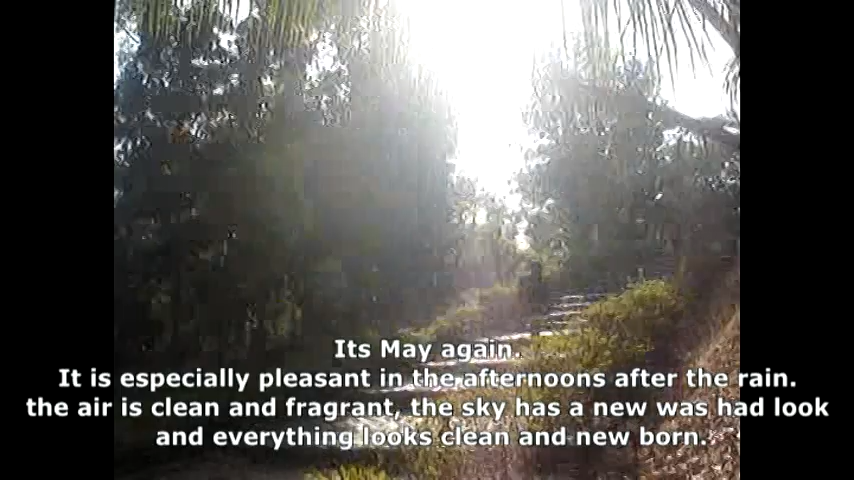 Its May again.
It is especially pleasant in the afternoons after the rain.
the air is clean and fragrant, the sky has a new was had look
and everything looks clean and new born.